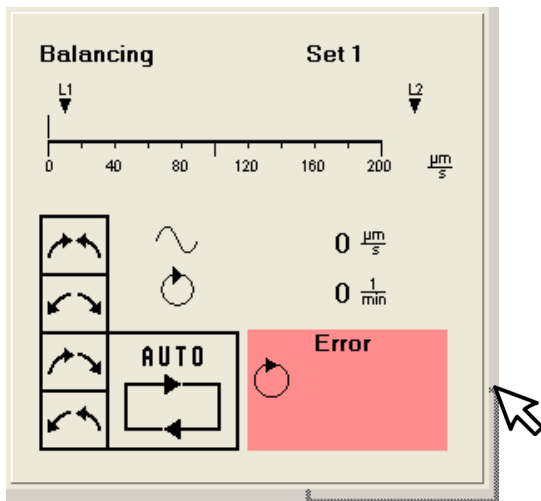 Balancing Set 1
L1 L2
0 40 80 120 160 200 µm/s
0 µm/s
0 1/min
AUTO Error